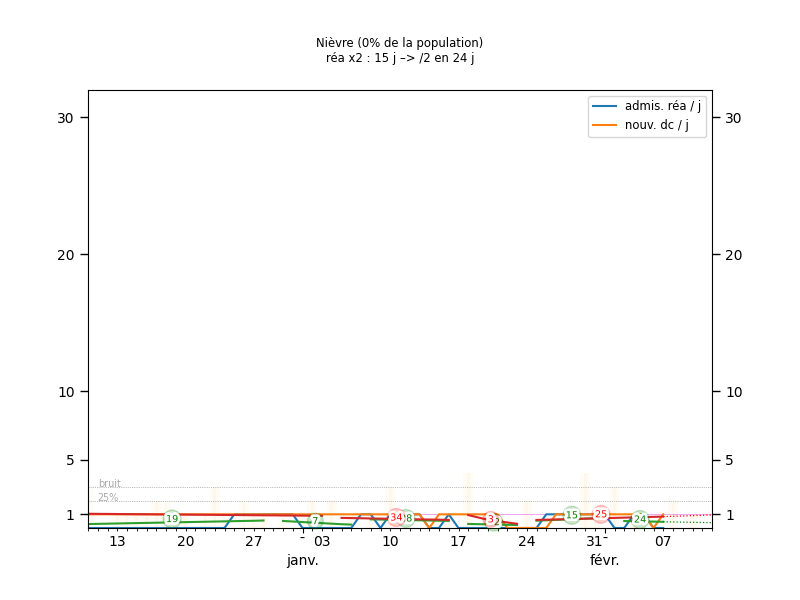 Nièvre (0% de la population)
réa x2 : 15 j –> /2 en 24 j
admis. réa / j
nouv. dc / j
30 30
20 20
10 10
5 5
1 1
bruit
25%
19 7 34 8 3 15 25 24
13 20 27 - 03 10 17 24 31- 07
janv. févr.